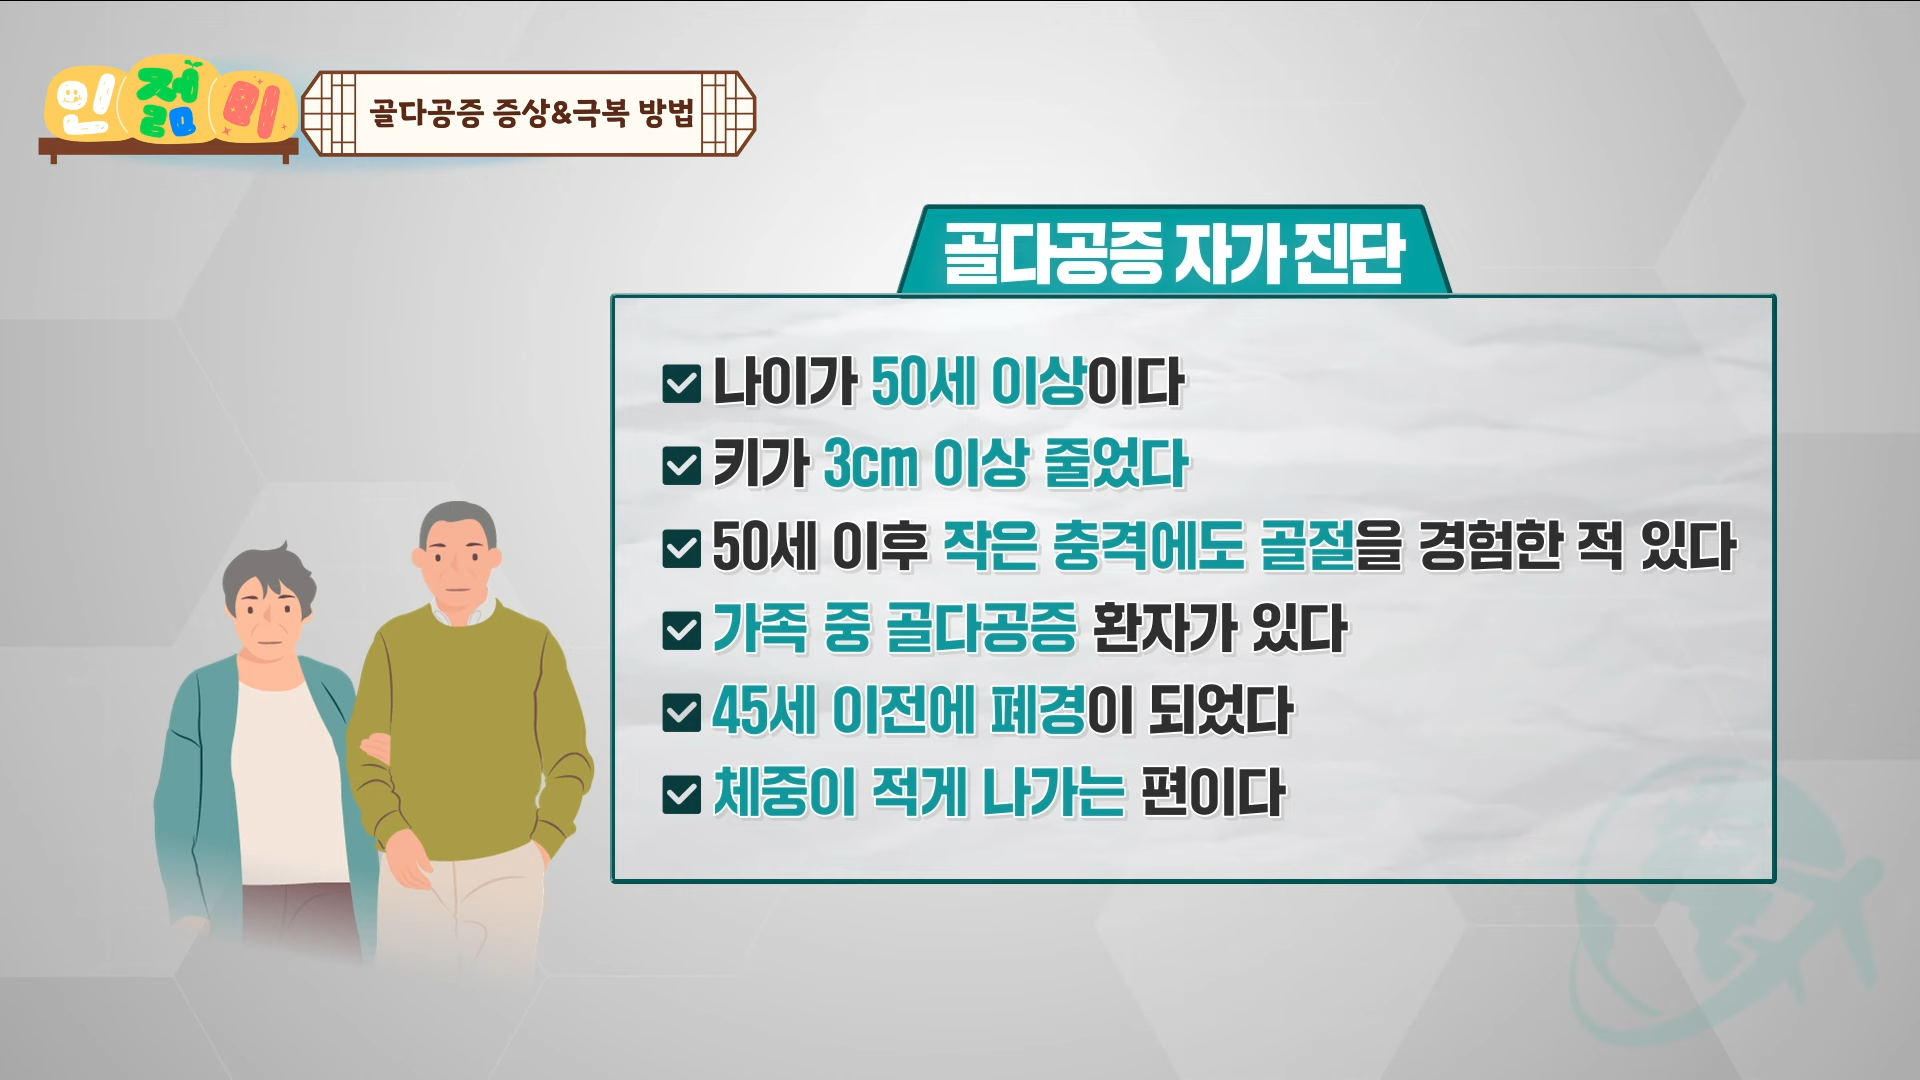 인절미
골다공증 증상&극복 방법
골다공증 자가 진단
나이가 50세 이상이다
키가 3cm 이상 줄었다
50세 이후 작은 충격에도 골절을 경험한 적 있다
가족 중 골다공증 환자가 있다
45세 이전에 폐경이 되었다
체중이 적게 나가는 편이다